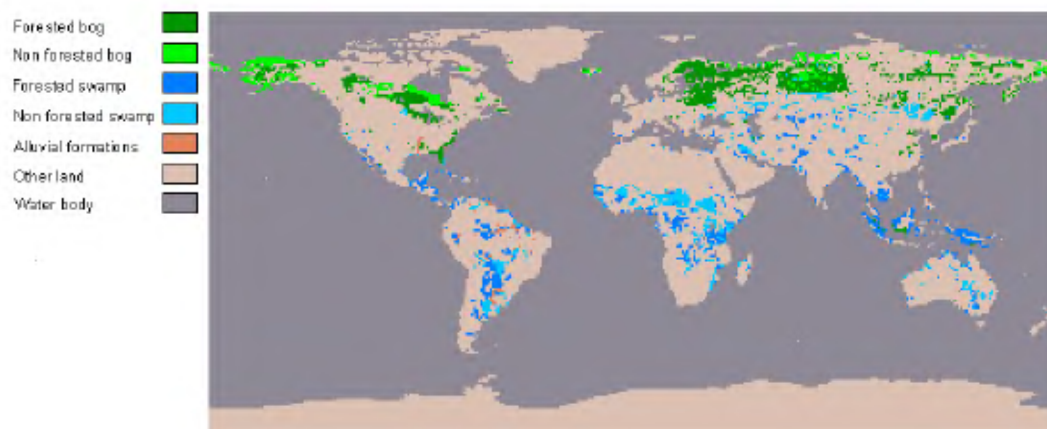 Forested bog
Non forested bog
Forested swamp
Non forested swamp
Alluvial formations
Other land
Water body